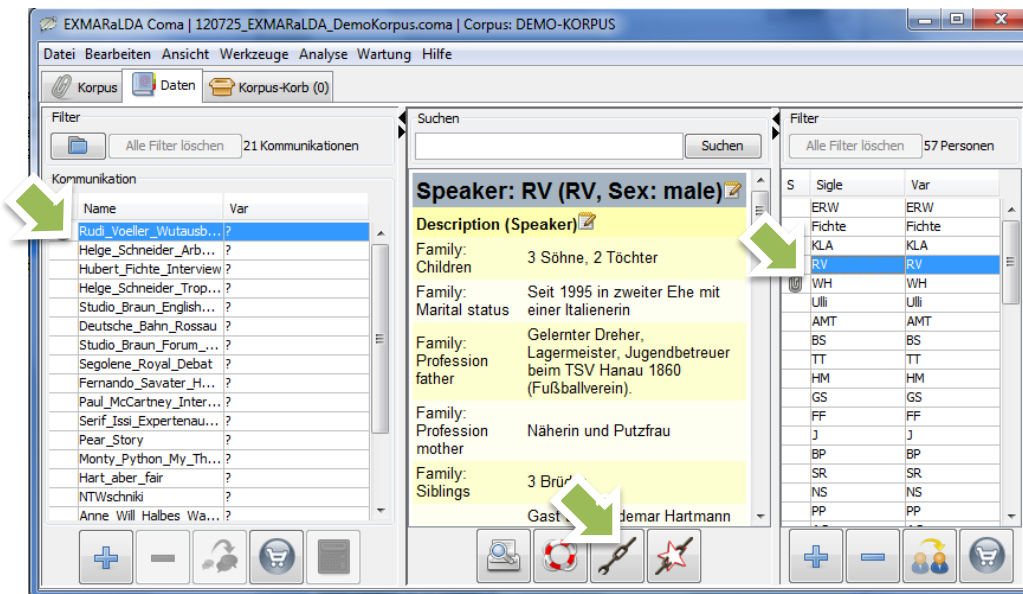 EXMARaLDA Coma | 120725_EXMARaLDA_DemoKorpus.coma | Corpus: DEMO-KORPUS
Datei Bearbeiten Ansicht Werkzeuge Analyse Wartung Hilfe
Korpus Daten Korpus-Korb (0)
Filter
Alle Filter löschen 21 Kommunikationen
Kommunikation
Name Var
Rudi_Voeller_Wutausb... ?
Helge_Schneider_Arb... ?
Hubert_Fichte_Interview ?
Helge_Schneider_Trop... ?
Studio_Braun_English... ?
Deutsche_Bahn_Rossau ?
Studio_Braun_Forum_... ?
Segolene_Royal_Debat ?
Fernando_Savater_H... ?
Paul_McCartney_Inter... ?
Serif_Issi_Expertenau... ?
Pear_Story ?
Monty_Python_My_Th... ?
Hart_aber_fair ?
NTWschniki ?
Anne_Will_Halbes_Wa... ?
Suchen
Suchen
Speaker: RV (RV, Sex: male)
Description (Speaker)
Family:
Children
3 Söhne, 2 Töchter
Family:
Marital status
Seit 1995 in zweiter Ehe mit
einer Italienerin
Family:
Profession
father
Gelernter Dreher,
Lagermeister, Jugendbetreuer
beim TSV Hanau 1860
(Fußballverein).
Family:
Profession
mother
Näherin und Putzfrau
Family:
Siblings
3
Gast Hartmann
Filter
Alle Filter löschen 57 Personen
S Sigle Var
ERW ERW
Fichte Fichte
KLA KLA
RV RV
WH WH
Ulli Ulli
AMT AMT
BS BS
TT TT
HM HM
GS GS
FF FF
J J
BP BP
SR SR
NS NS
PP PP